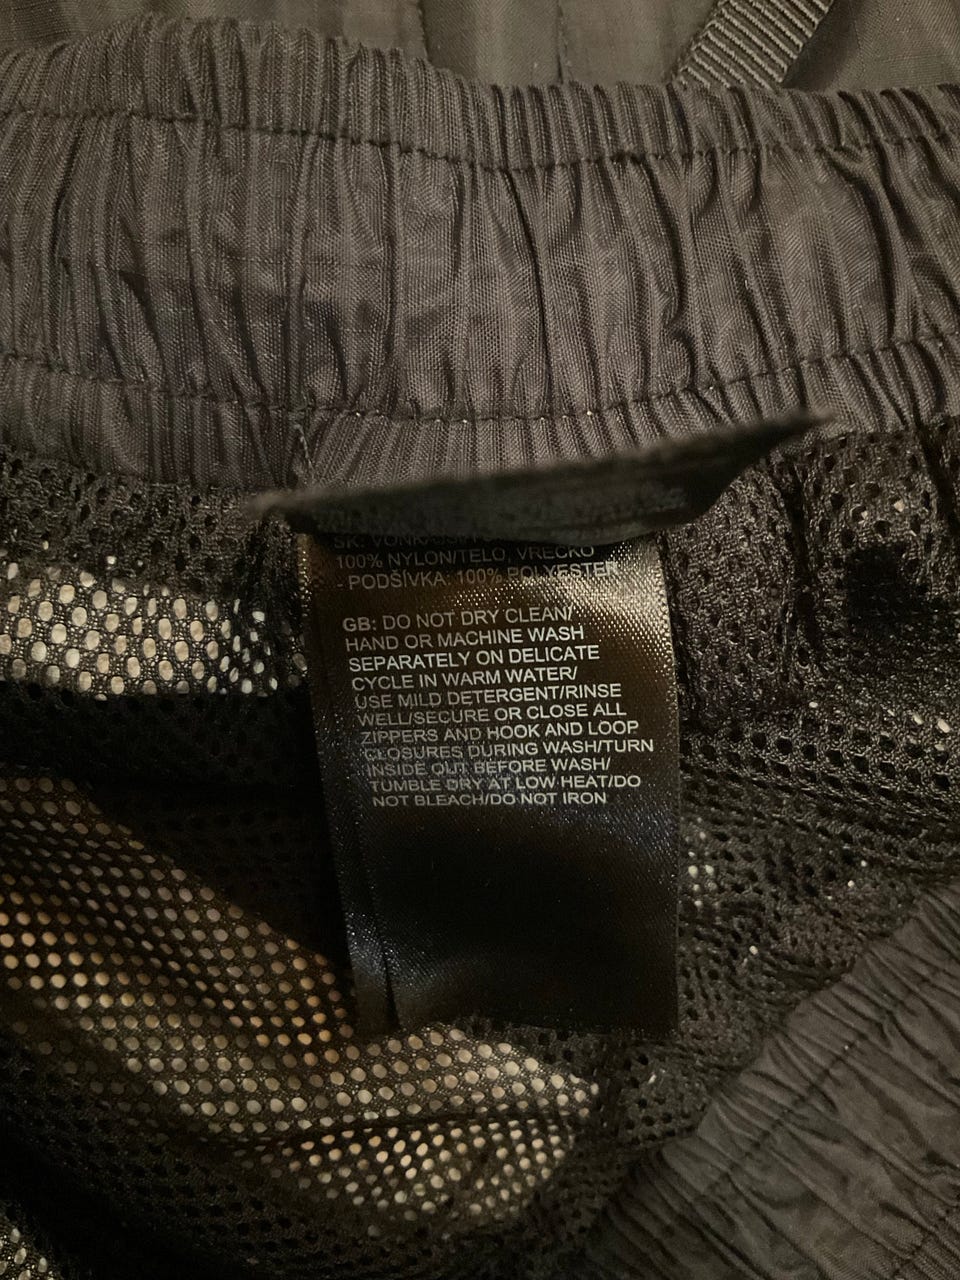 SK:
100% NYLON/TELO, VRECKO
- PODŠÍVKA: 100% POLYESTER
GB: DO NOT DRY CLEAN/
HAND OR MACHINE WASH
SEPARATELY ON DELICATE
CYCLE IN WARM WATER/
USE MILD DETERGENT/RINSE
WELL/SECURE OR CLOSE ALL
ZIPPERS AND HOOK AND LOOP
CLOSURES DURING WASH/TURN
INSIDE OUT BEFORE WASH/
TUMBLE DRY AT LOW HEAT/DO
NOT BLEACH/DO NOT IRON